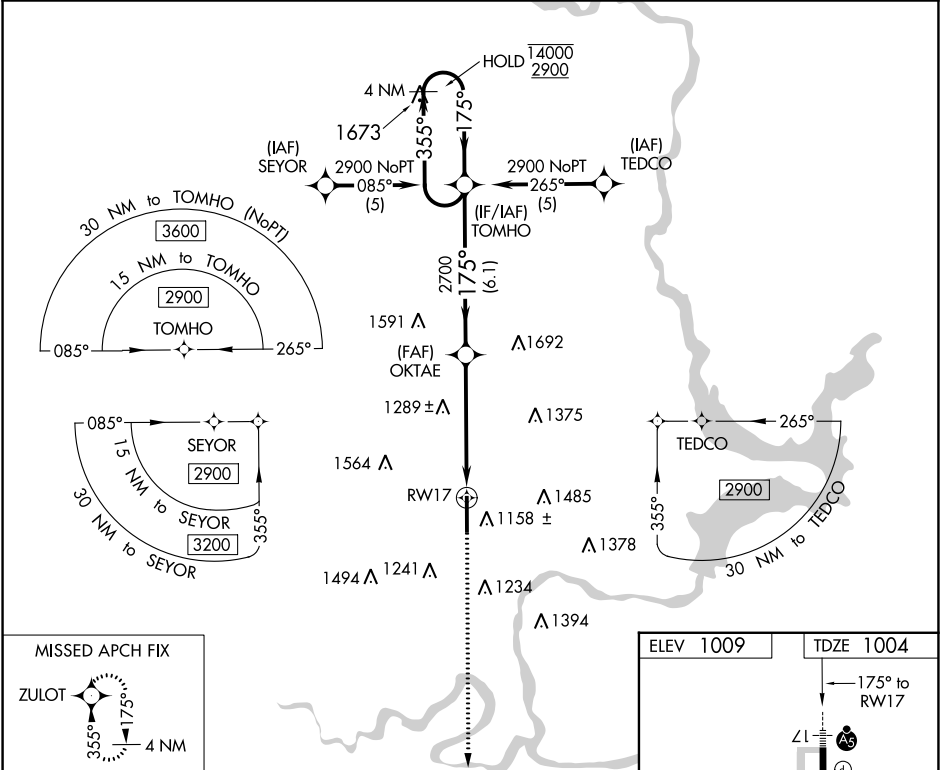 HOLD 14000
2900
4 NM
1673
355°
175°
(IAF)
SEYOR
2900 NoPT
085°
(5)
2900 NoPT
265°
(5)
(IAF)
TEDCO
(IF/IAF)
TOMHO
2700
175°
(6.1)
30 NM to TOMHO (NoPT)
3600
15 NM to TOMHO
2900
TOMHO
085°
265°
1591
1692
(FAF)
OKTAE
1289 ±
1375
1564
RW17
1485
1158 ±
1378
1494
1241
1234
1394
085°
SEYOR
2900
15 NM to SEYOR
3200
30 NM to SEYOR
355°
265°
TEDCO
2900
355°
30 NM to TEDCO
MISSED APCH FIX
ZULOT
355°
175°
4 NM
ELEV 1009
TDZE 1004
175° to
RW17
17
A5